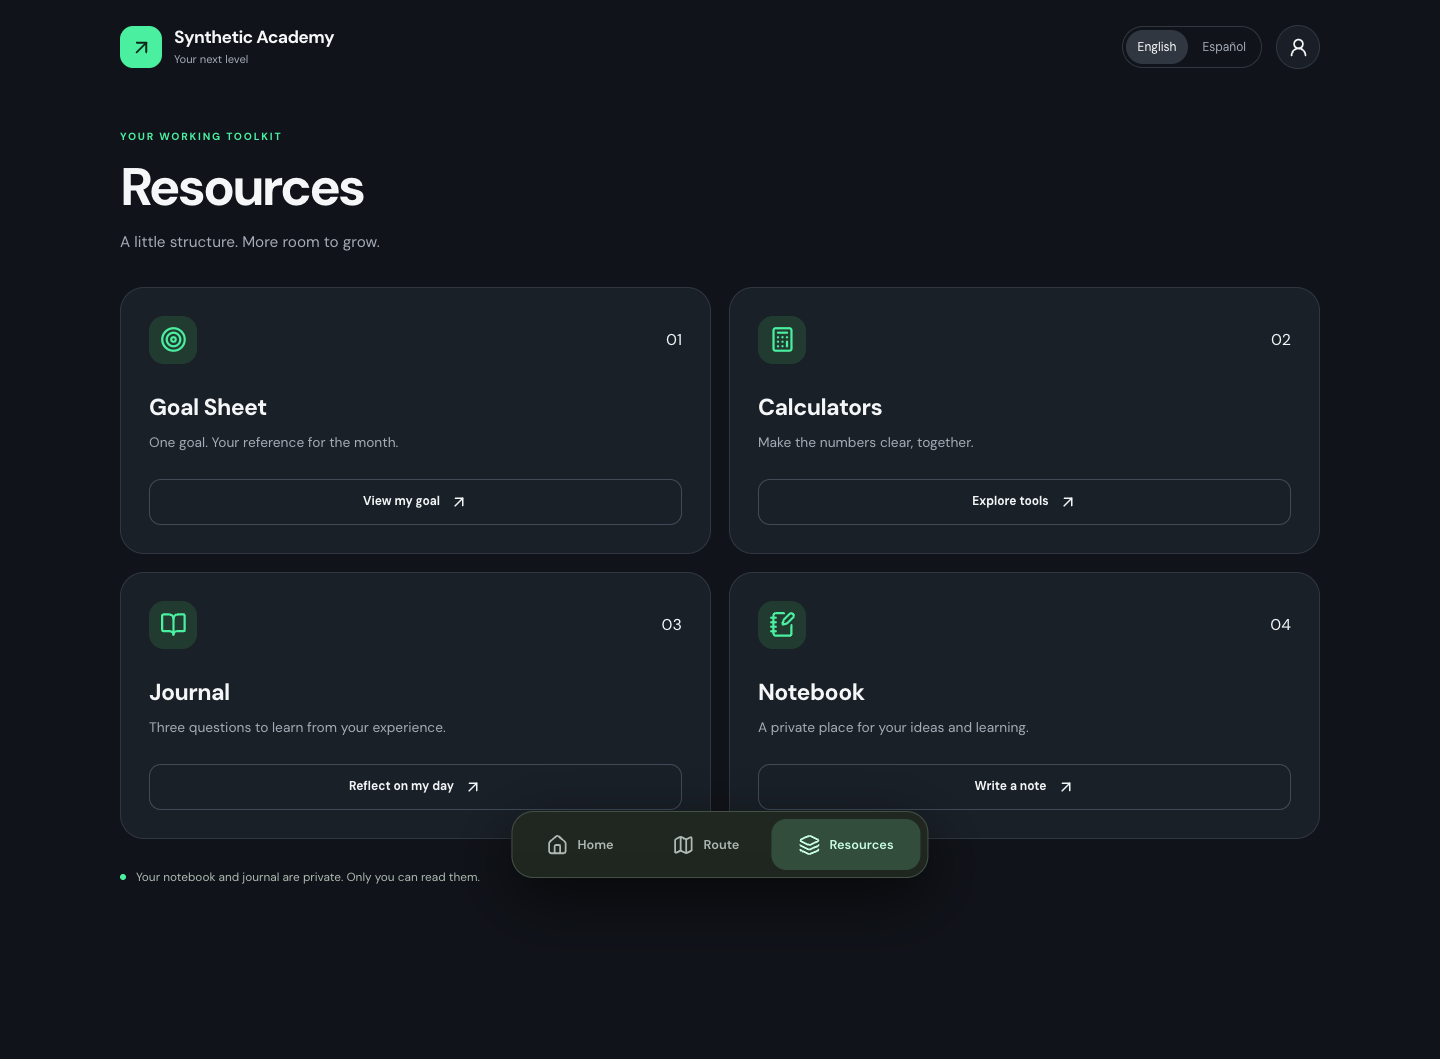 Synthetic Academy
Your next level
English
Español
YOUR WORKING TOOLKIT
Resources
A little structure. More room to grow.
01
Goal Sheet
One goal. Your reference for the month.
View my goal
02
Calculators
Make the numbers clear, together.
Explore tools
03
Journal
Three questions to learn from your experience.
Reflect on my day
04
Notebook
A private place for your ideas and learning.
Write a note
Home
Route
Resources
Your notebook and journal are private. Only you can read them.